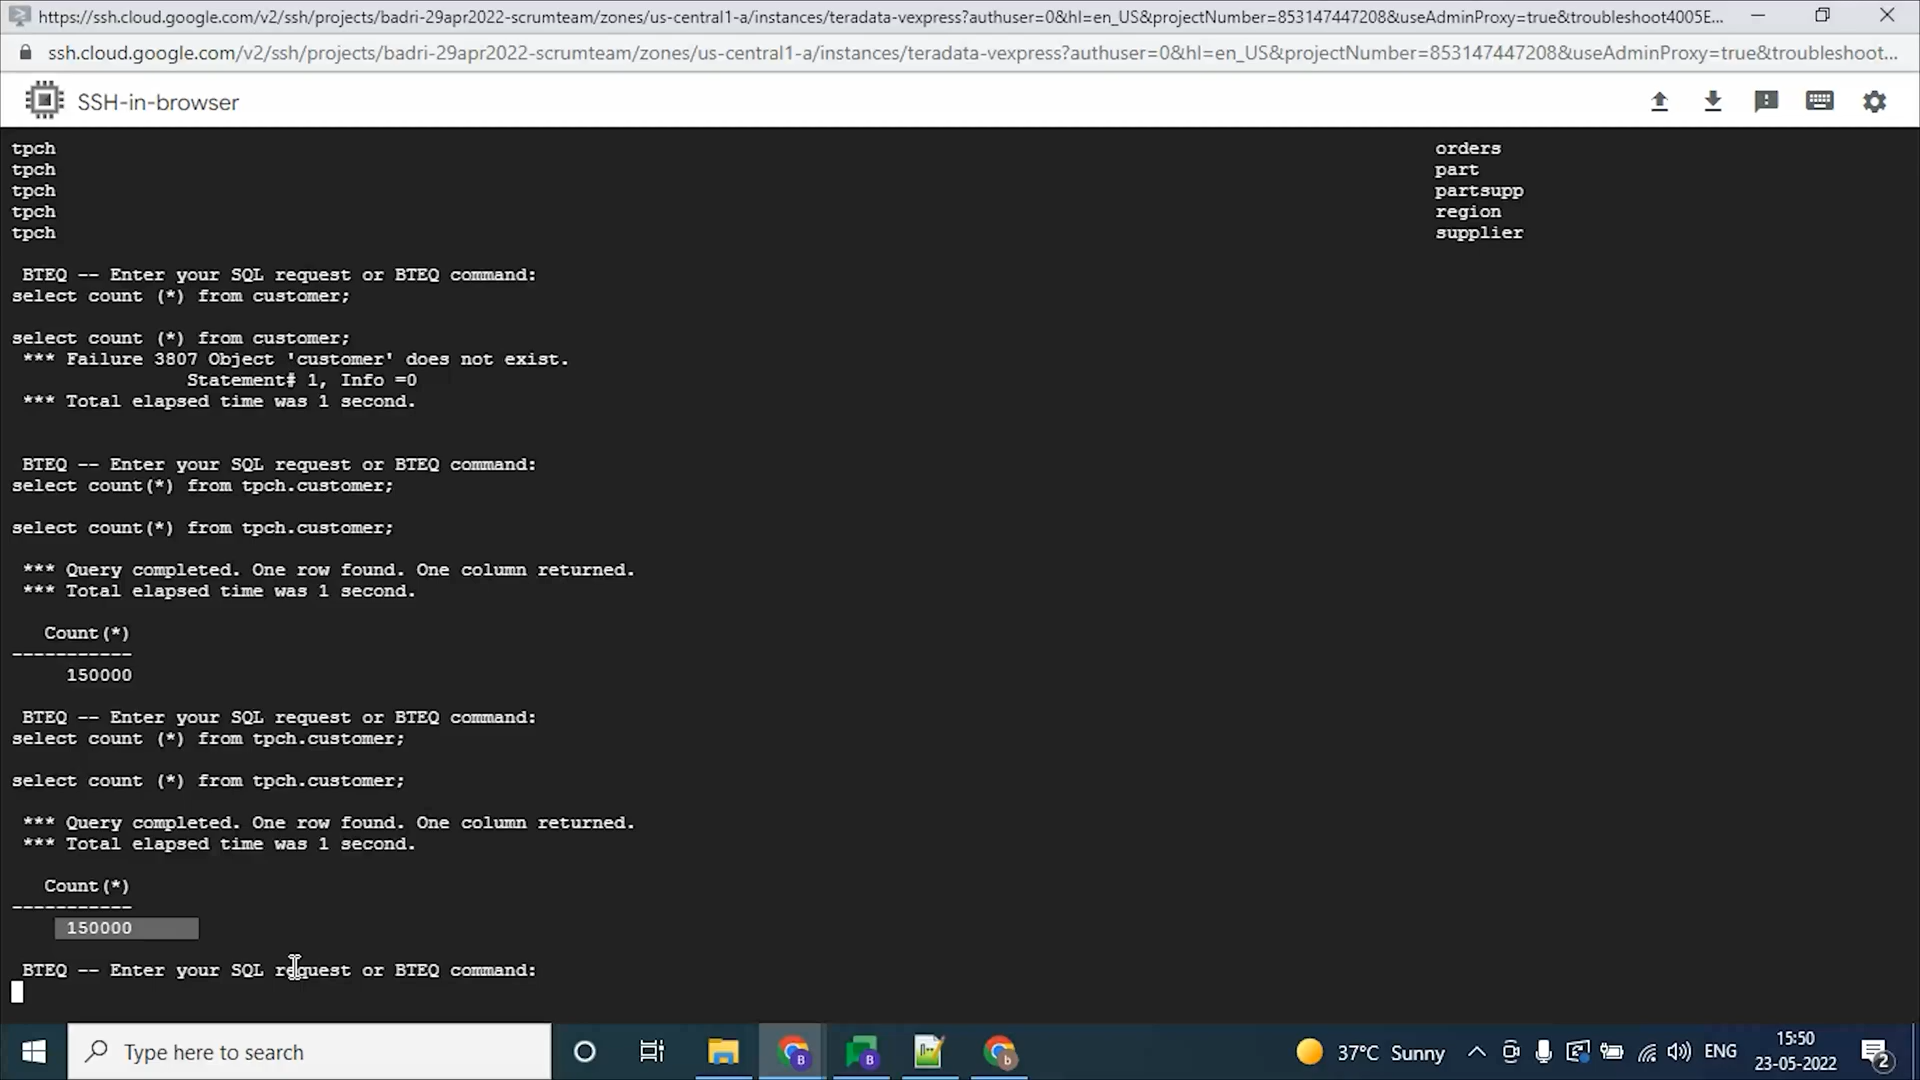 https://ssh.cloud.google.com/v2/ssh/projects/badri-29apr2022-scrumteam/zones/us-central1-a/instances/teradata-vexpress?authuser=0&hl=en_US&projectNumber=853147447208&useAdminProxy=true&troubleshoot4005E...
ssh.cloud.google.com/v2/ssh/projects/badri-29apr2022-scrumteam/zones/us-central1-a/instances/teradata-vexpress?authuser=0&hl=en_US&projectNumber=853147447208&useAdminProxy=true&troubleshoot...
SSH-in-browser
tpch orders
tpch part
tpch partsupp
tpch region
tpch supplier
BTEQ -- Enter your SQL request or BTEQ command:
select count (*) from customer;
select count (*) from customer;
*** Failure 3807 Object 'customer' does not exist.
Statement# 1, Info =0
*** Total elapsed time was 1 second.
BTEQ -- Enter your SQL request or BTEQ command:
select count(*) from tpch.customer;
select count(*) from tpch.customer;
*** Query completed. One row found. One column returned.
*** Total elapsed time was 1 second.
Count(*)
-----------
150000
BTEQ -- Enter your SQL request or BTEQ command:
select count (*) from tpch.customer;
select count (*) from tpch.customer;
*** Query completed. One row found. One column returned.
*** Total elapsed time was 1 second.
Count(*)
-----------
150000
BTEQ -- Enter your SQL request or BTEQ command:
Type here to search
B
B
b
37°C Sunny
ENG
15:50
23-05-2022
2